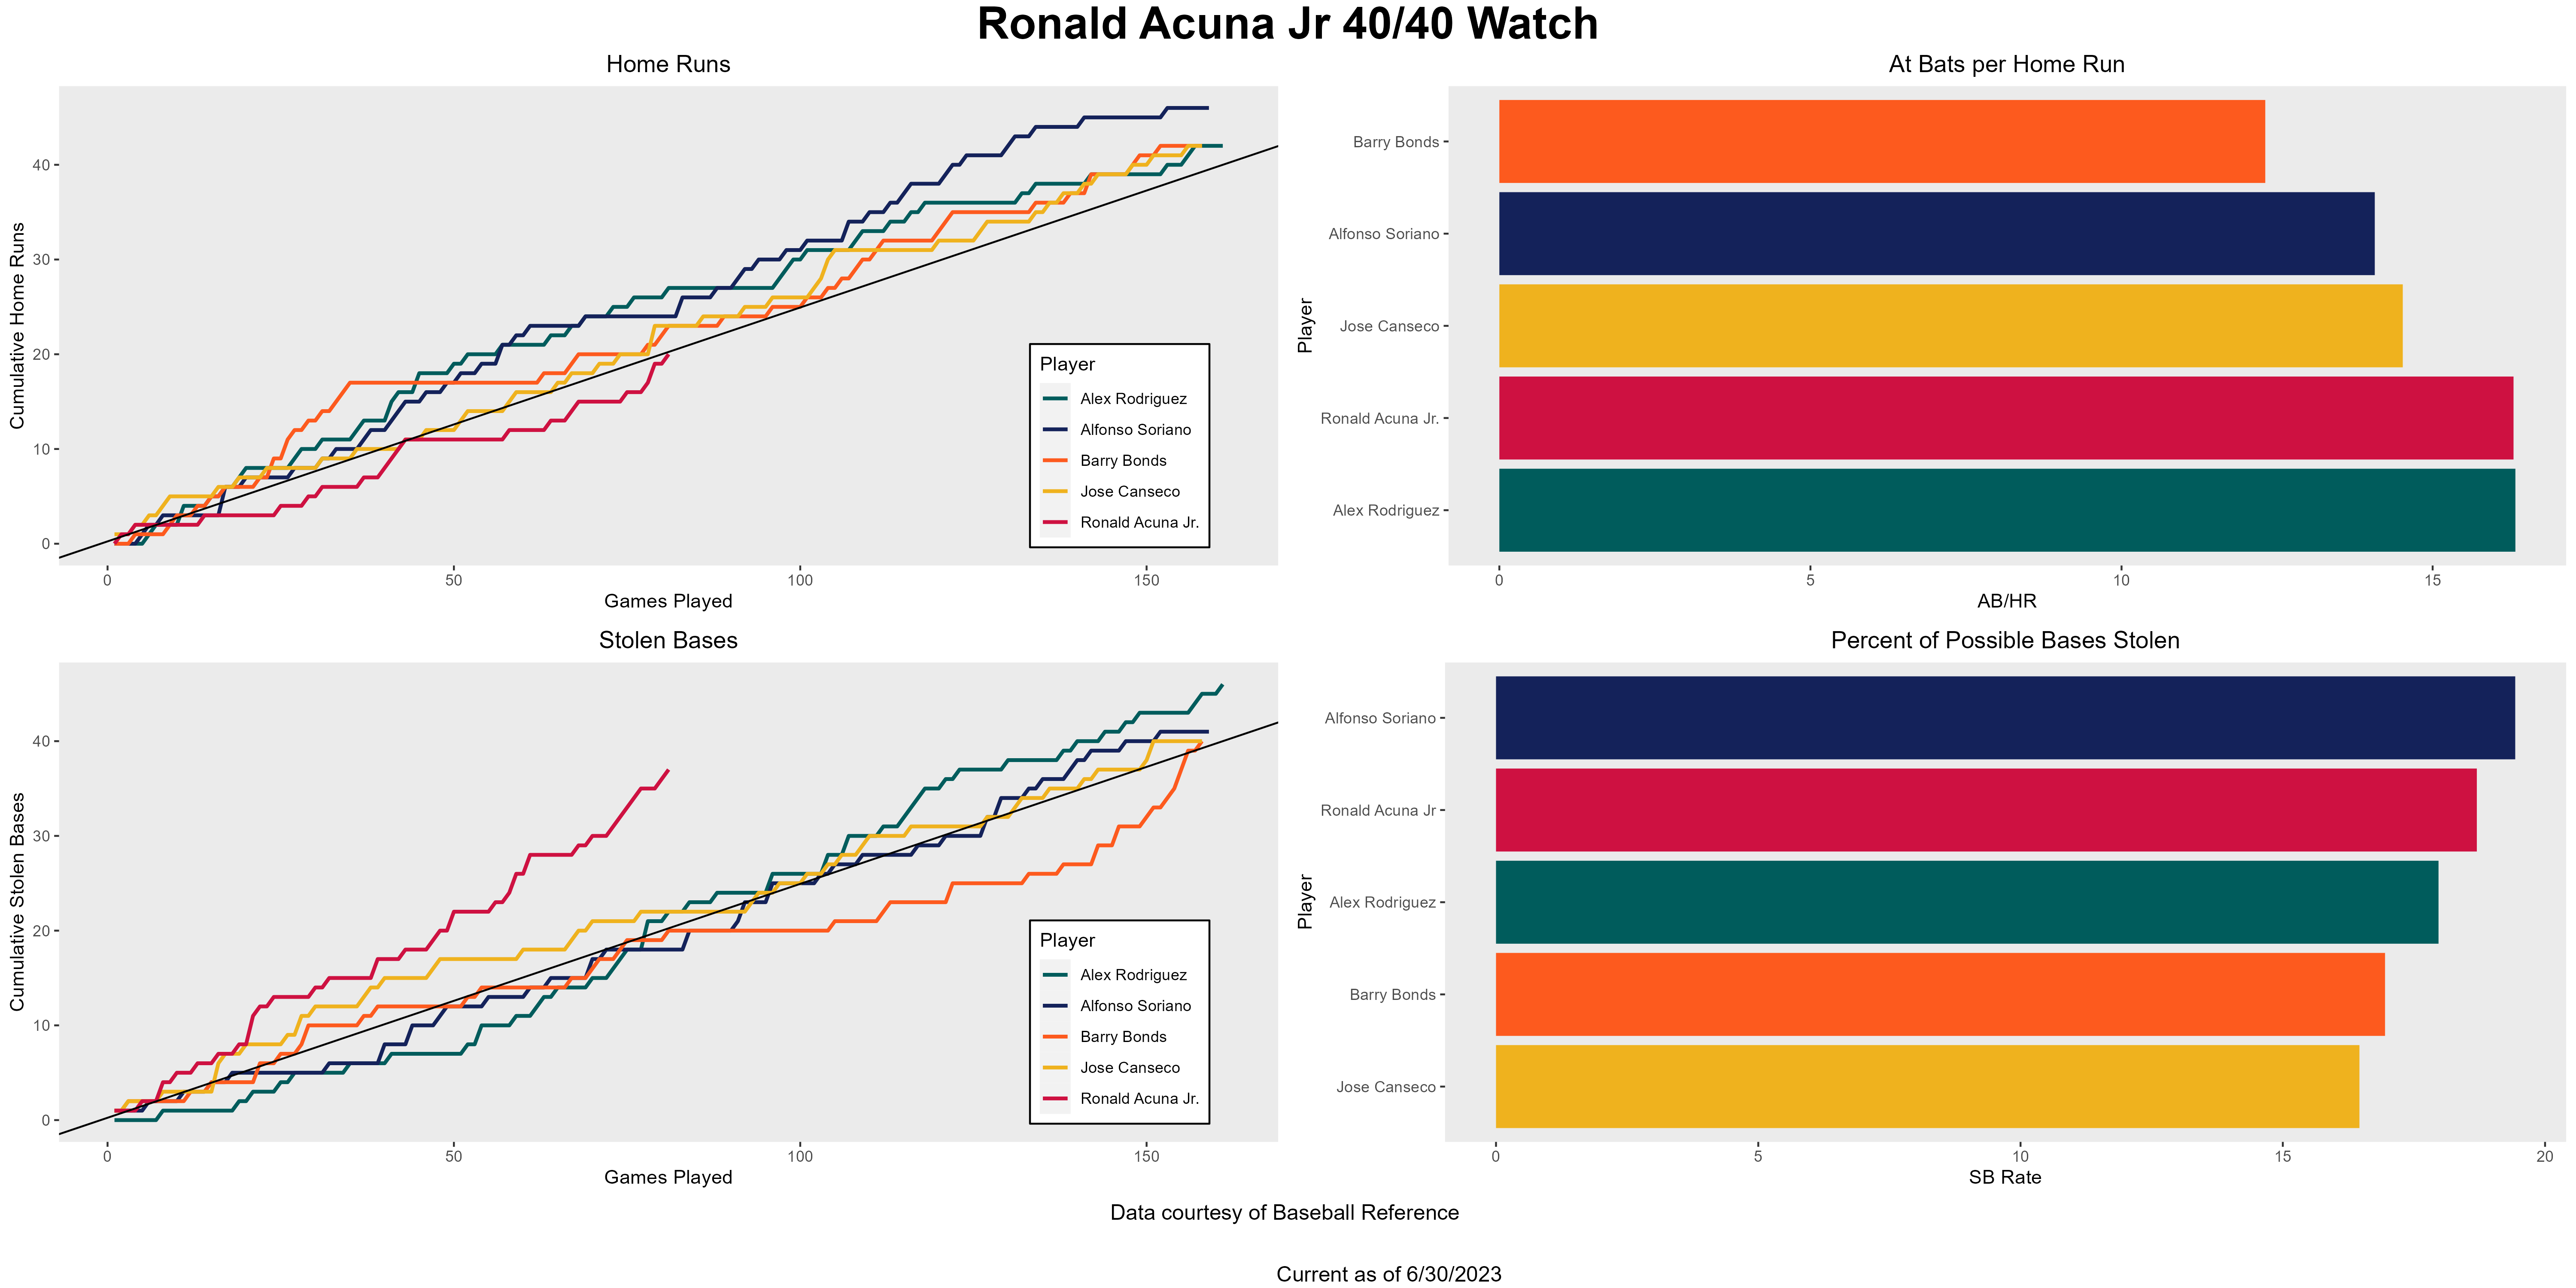 Ronald Acuna Jr 40/40 Watch
Home Runs
Cumulative Home Runs
40
30
20
10
0
0 50 100 150
Games Played
Player
Alex Rodriguez
Alfonso Soriano
Barry Bonds
Jose Canseco
Ronald Acuna Jr.
At Bats per Home Run
Player
Barry Bonds
Alfonso Soriano
Jose Canseco
Ronald Acuna Jr.
Alex Rodriguez
0 5 10 15
AB/HR
Stolen Bases
Cumulative Stolen Bases
40
30
20
10
0
0 50 100 150
Games Played
Player
Alex Rodriguez
Alfonso Soriano
Barry Bonds
Jose Canseco
Ronald Acuna Jr.
Percent of Possible Bases Stolen
Player
Alfonso Soriano
Ronald Acuna Jr
Alex Rodriguez
Barry Bonds
Jose Canseco
0 5 10 15 20
SB Rate
Data courtesy of Baseball Reference
Current as of 6/30/2023